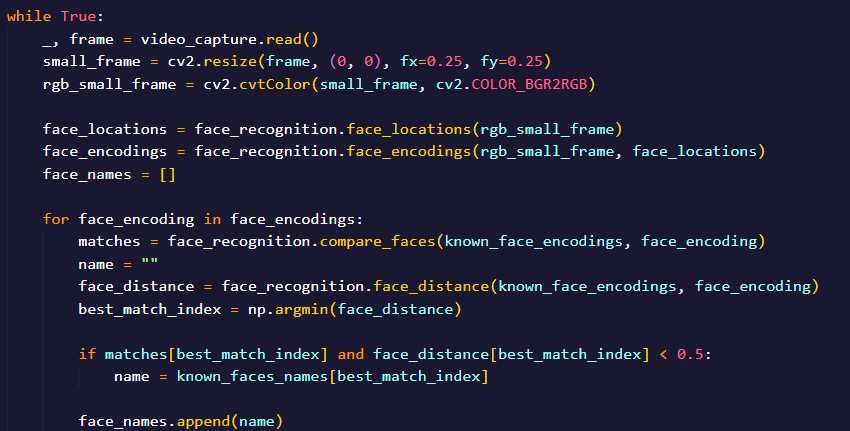 while True:
    _, frame = video_capture.read()
    small_frame = cv2.resize(frame, (0, 0), fx=0.25, fy=0.25)
    rgb_small_frame = cv2.cvtColor(small_frame, cv2.COLOR_BGR2RGB)

    face_locations = face_recognition.face_locations(rgb_small_frame)
    face_encodings = face_recognition.face_encodings(rgb_small_frame, face_locations)
    face_names = []

    for face_encoding in face_encodings:
        matches = face_recognition.compare_faces(known_face_encodings, face_encoding)
        name = ""
        face_distance = face_recognition.face_distance(known_face_encodings, face_encoding)
        best_match_index = np.argmin(face_distance)

        if matches[best_match_index] and face_distance[best_match_index] < 0.5:
            name = known_faces_names[best_match_index]

        face_names.append(name)